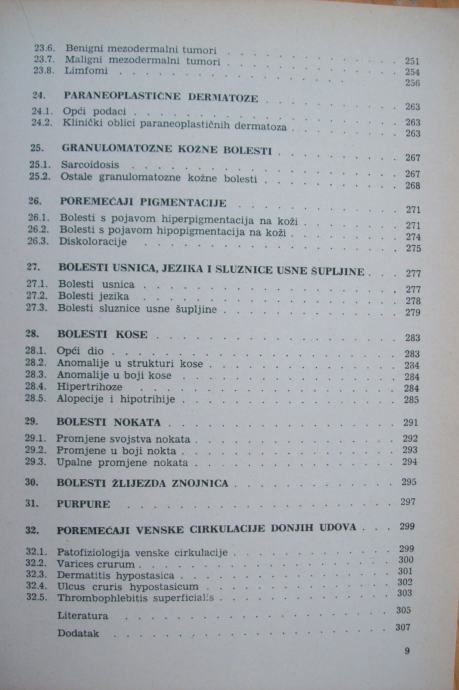 23.6. Benigni mezodermalni tumori . . . 251
23.7. Maligni mezodermalni tumori . . . 254
23.8. Limfomi . . . 256
24. PARANEOPLASTIČNE DERMATOZE . . . 263
24.1. Opći podaci . . . 263
24.2. Klinički oblici paraneoplastičnih dermatoza . . . 263
25. GRANULOMATOZNE KOŽNE BOLESTI . . . 267
25.1. Sarcoidosis . . . 267
25.2. Ostale granulomatozne kožne bolesti . . . 268
26. POREMEĆAJI PIGMENTACIJE . . . 271
26.1. Bolesti s pojavom hiperpigmentacija na koži . . . 271
26.2. Bolesti s pojavom hipopigmentacija na koži . . . 274
26.3. Diskoloracije . . . 275
27. BOLESTI USNICA, JEZIKA I SLUZNICE USNE ŠUPLJINE . . . 277
27.1. Bolesti usnica . . . 277
27.2. Bolesti jezika . . . 278
27.3. Bolesti sluznice usne šupljine . . . 279
28. BOLESTI KOSE . . . 283
28.1. Opći dio . . . 283
28.2. Anomalije u strukturi kose . . . 284
28.3. Anomalije u boji kose . . . 284
28.4. Hipertrihoze . . . 284
28.5. Alopecije i hipotrihije . . . 285
29. BOLESTI NOKATA . . . 291
29.1. Promjene svojstva nokata . . . 292
29.2. Promjene u boji nokta . . . 293
29.3. Upalne promjene nokata . . . 294
30. BOLESTI ŽLIJEZDA ZNOJNICA . . . 295
31. PURPURE . . . 297
32. POREMEĆAJI VENSKE CIRKULACIJE DONJIH UDOVA . . . 299
32.1. Patofiziologija venske cirkulacije . . . 299
32.2. Varices crurum . . . 300
32.3. Dermatitis hypostasica . . . 301
32.4. Ulcus cruris hypostasicum . . . 302
32.5. Thrombophlebitis superficialis . . . 303
Literatura . . . 305
Dodatak . . . 307
9